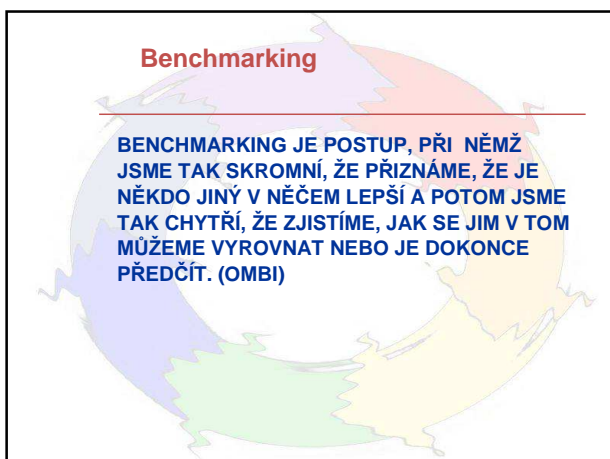 Benchmarking
BENCHMARKING JE POSTUP, PŘI NĚMŽ
JSME TAK SKROMNÍ, ŽE PŘIZNÁME, ŽE JE
NĚKDO JINÝ V NĚČEM LEPŠÍ A POTOM JSME
TAK CHYTŘÍ, ŽE ZJISTÍME, JAK SE JIM V TOM
MŮŽEME VYROVNAT NEBO JE DOKONCE
PŘEDČÍT. (OMBI)